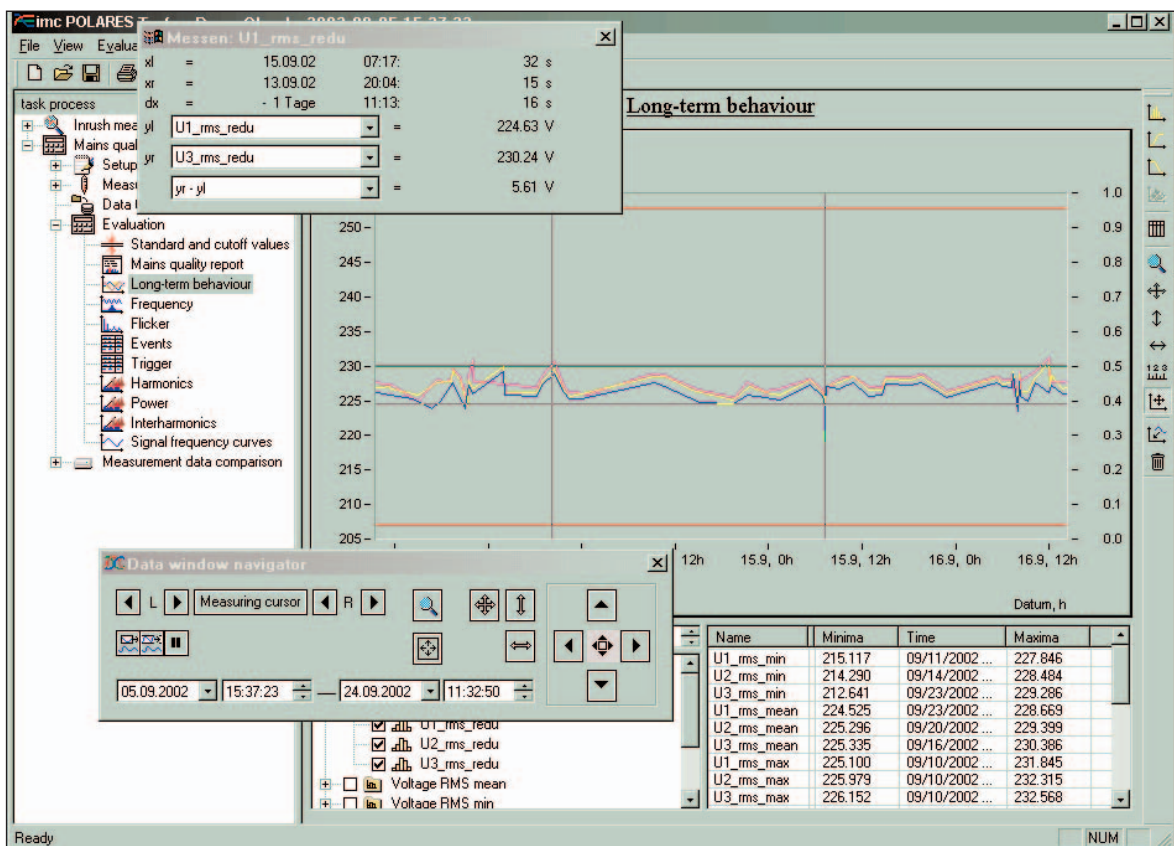 imc POLARES
2002-09-05 15:37:23
File View Evalua
Messen: U1_rms_redu
xl = 15.09.02 07:17: 32 s
xr = 13.09.02 20:04: 15 s
dx = - 1 Tage 11:13: 16 s
yl U1_rms_redu = 224.63 V
yr U3_rms_redu = 230.24 V
yr - yl = 5.61 V
task process
Inrush mea
Mains qual
Setup
Measu
Data
Evaluation
Standard and cutoff values
Mains quality report
Long-term behaviour
Frequency
Flicker
Events
Trigger
Harmonics
Power
Interharmonics
Signal frequency curves
Measurement data comparison
Long-term behaviour
250
245
240
235
230
225
220
215
210
205
1.0
0.9
0.8
0.7
0.6
0.5
0.4
0.3
0.2
0.1
0.0
12h 15.9, 0h 15.9, 12h 16.9, 0h 16.9, 12h
Datum, h
1 2 3
Data window navigator
L Measuring cursor R
05.09.2002 15:37:23 — 24.09.2002 11:32:50
U1_rms_redu
U2_rms_redu
U3_rms_redu
Voltage RMS mean
Voltage RMS min
Name Minima Time Maxima
U1_rms_min 215.117 09/11/2002 ... 227.846
U2_rms_min 214.290 09/14/2002 ... 228.484
U3_rms_min 212.641 09/23/2002 ... 229.286
U1_rms_mean 224.525 09/23/2002 ... 228.669
U2_rms_mean 225.296 09/20/2002 ... 229.399
U3_rms_mean 225.335 09/16/2002 ... 230.386
U1_rms_max 225.100 09/10/2002 ... 231.845
U2_rms_max 225.979 09/10/2002 ... 232.315
U3_rms_max 226.152 09/10/2002 ... 232.568
Ready
NUM